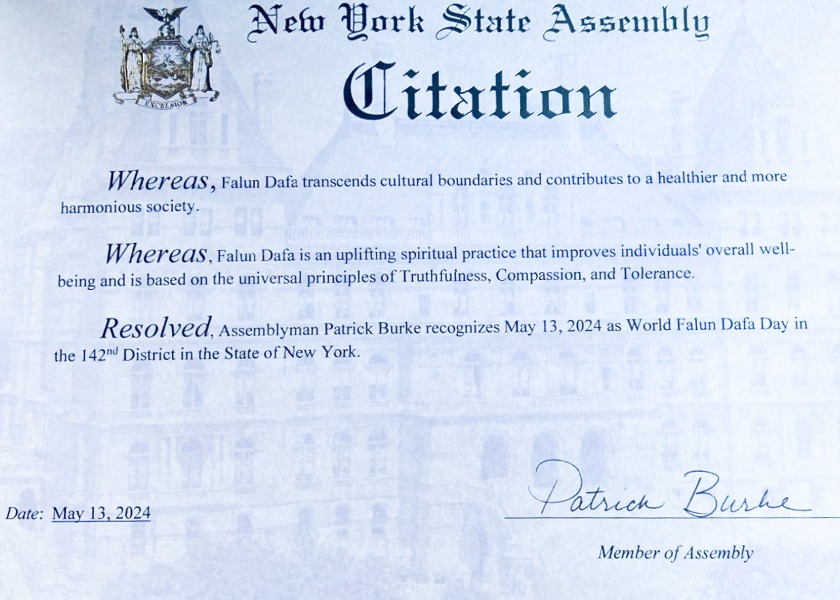 New York State Assembly
EXCELSIOR
Citation
Whereas, Falun Dafa transcends cultural boundaries and contributes to a healthier and more
harmonious society.
Whereas, Falun Dafa is an uplifting spiritual practice that improves individuals' overall well-
being and is based on the universal principles of Truthfulness, Compassion, and Tolerance.
Resolved, Assemblyman Patrick Burke recognizes May 13, 2024 as World Falun Dafa Day in
the 142nd District in the State of New York.
Patrick Burke
Date: May 13, 2024
Member of Assembly